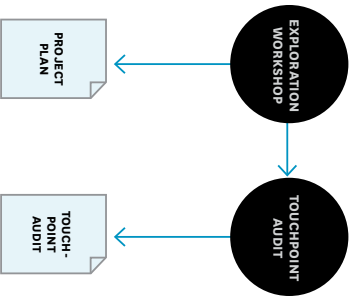 EXPLORATION
WORKSHOP
PROJECT
PLAN
TOUCHPOINT
AUDIT
TOUCH-
POINT
AUDIT